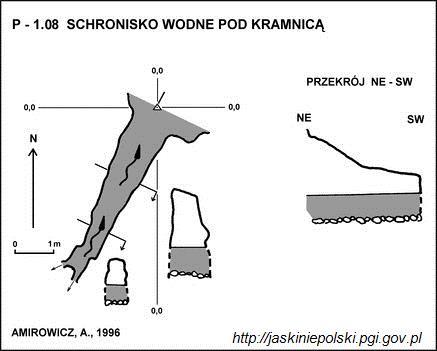 P - 1.08 SCHRONISKO WODNE POD KRAMNICĄ
0,0
0,0
0,0
PRZEKRÓJ NE - SW
NE
SW
N
0
1m
0,0
AMIROWICZ, A., 1996
http://jaskiniepolski.pgi.gov.pl